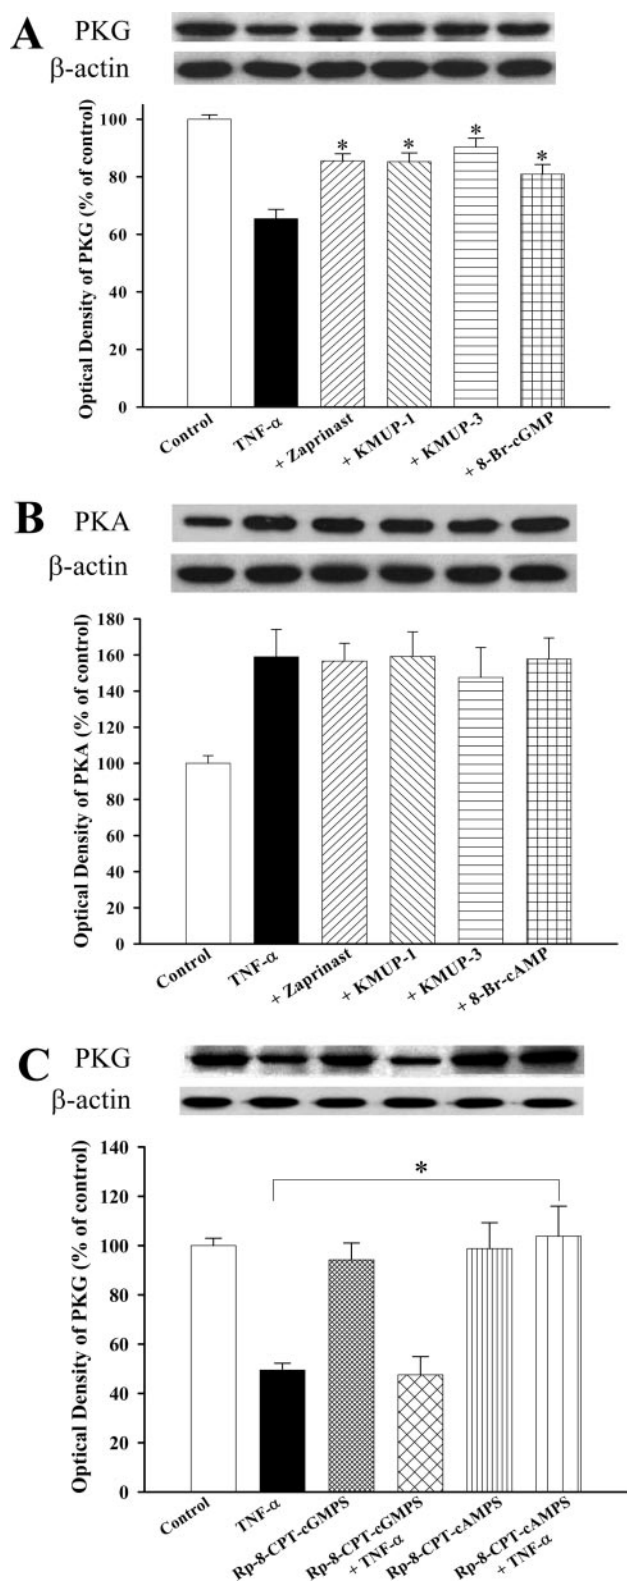 A
PKG
β-actin
Optical Density of PKG (% of control)
100
80
60
40
20
0
* * * *
Control TNF-α + Zaprinast + KMUP-1 + KMUP-3 + 8-Br-cGMP
B
PKA
β-actin
Optical Density of PKA (% of control)
180
160
140
120
100
80
60
40
20
0
Control TNF-α + Zaprinast + KMUP-1 + KMUP-3 + 8-Br-cAMP
C
PKG
β-actin
Optical Density of PKG (% of control)
140
120
100
80
60
40
20
0
*
Control
TNF-α
Rp-8-CPT-cGMPS
Rp-8-CPT-cGMPS
+ TNF-α
Rp-8-CPT-cAMPS
Rp-8-CPT-cAMPS
+ TNF-α